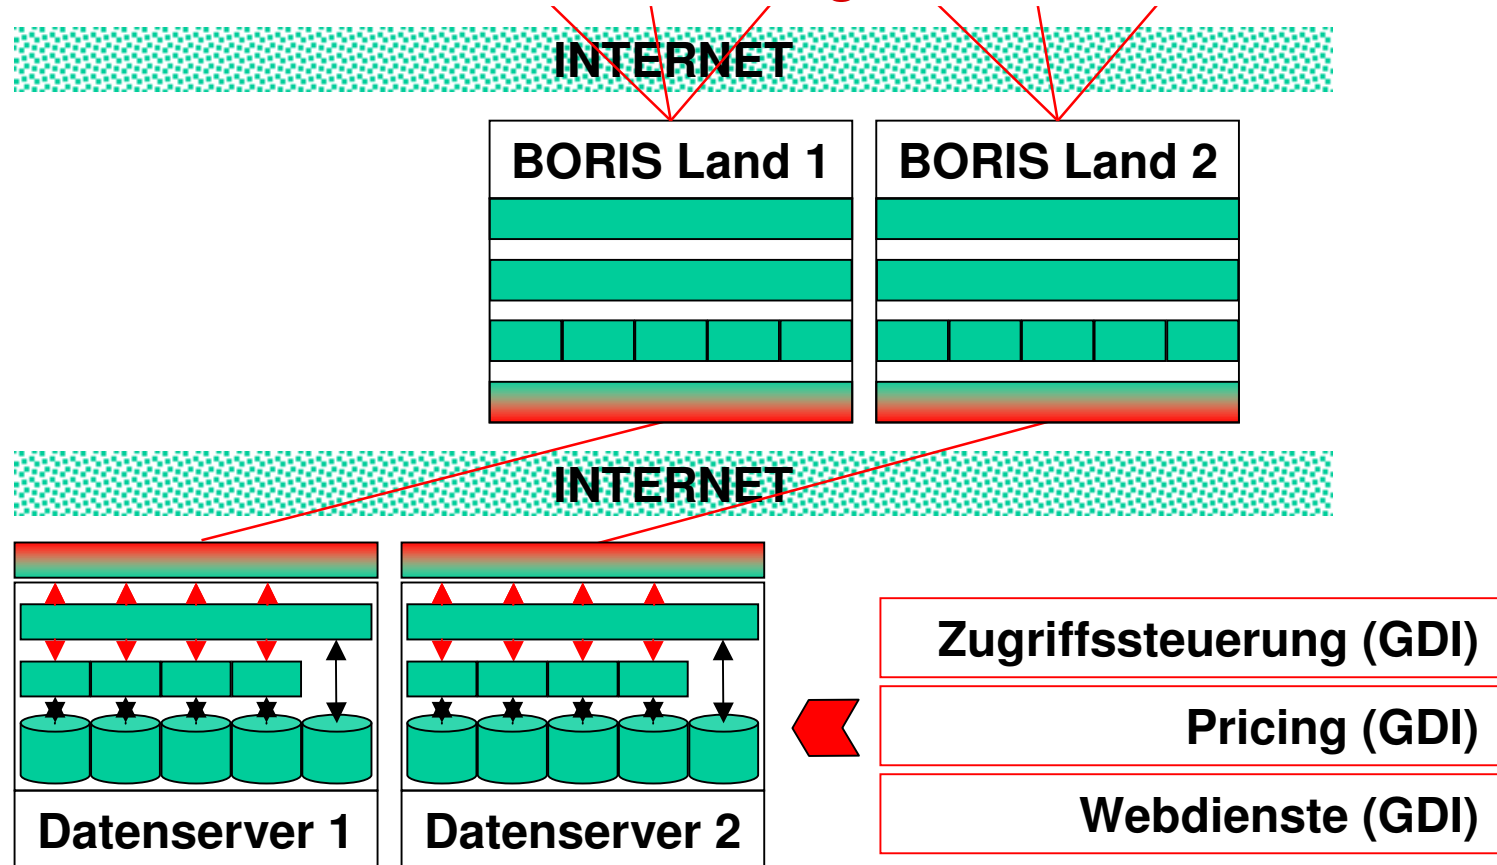 INTERNET
BORIS Land 1
BORIS Land 2
INTERNET
Zugriffssteuerung (GDI)
Pricing (GDI)
Webdienste (GDI)
Datenserver 1
Datenserver 2